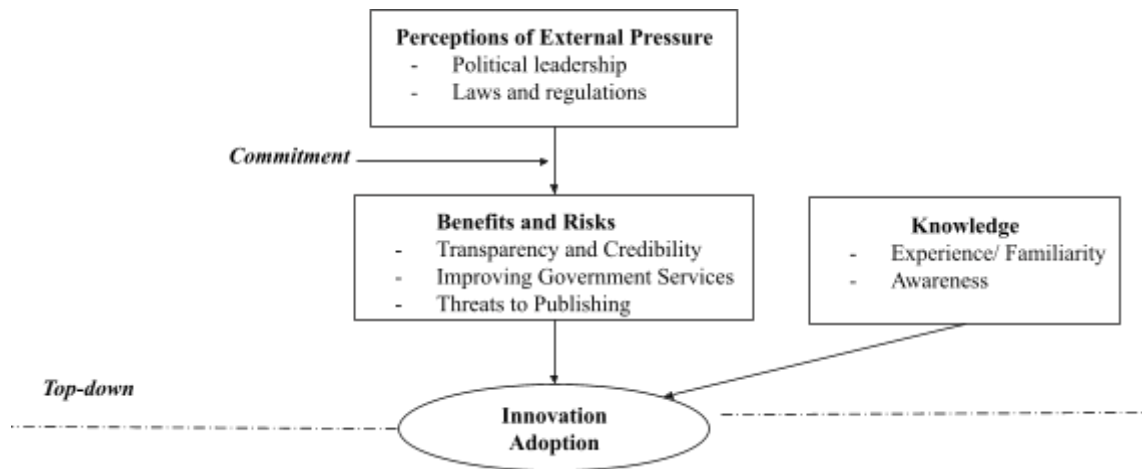 Perceptions of External Pressure
- Political leadership
- Laws and regulations
Commitment
Benefits and Risks
- Transparency and Credibility
- Improving Government Services
- Threats to Publishing
Knowledge
- Experience/ Familiarity
- Awareness
Top-down
Innovation
Adoption